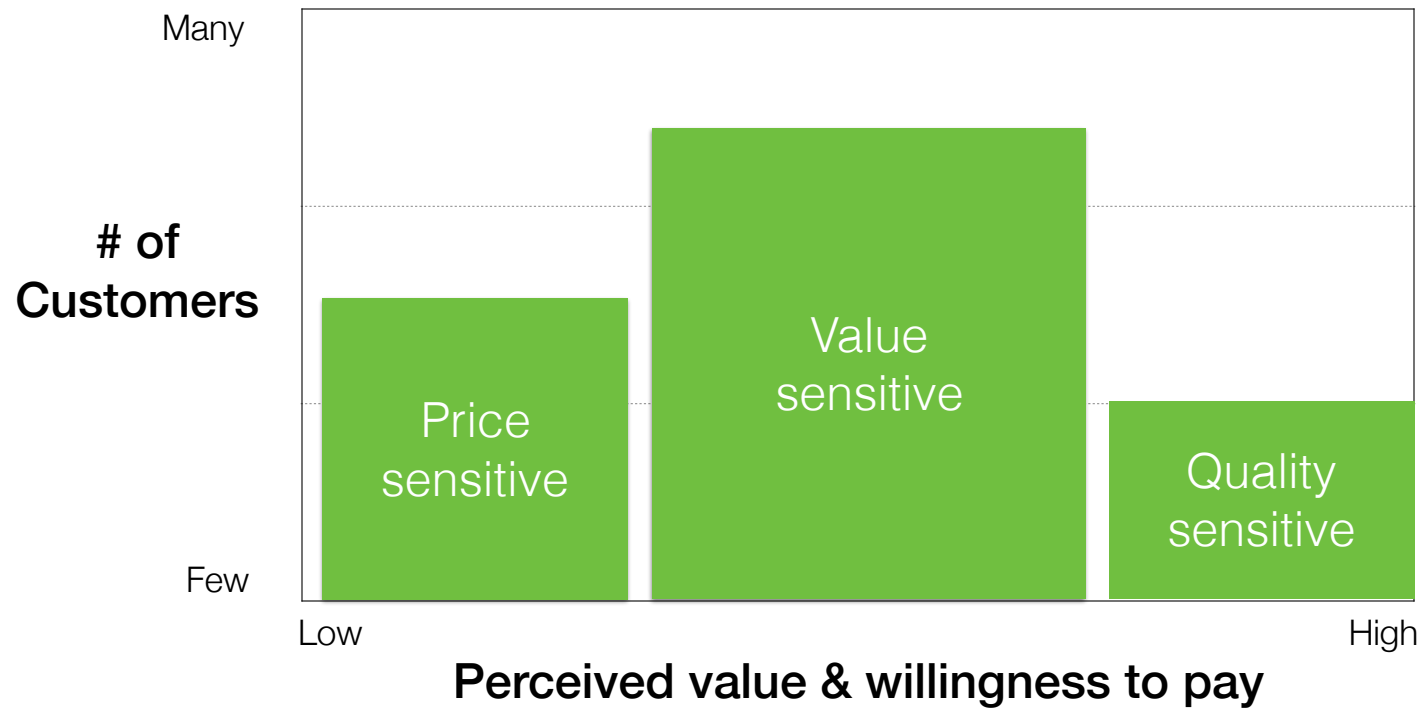 Many
# of
Customers
Few
Price
sensitive
Value
sensitive
Quality
sensitive
Low
High
Perceived value & willingness to pay